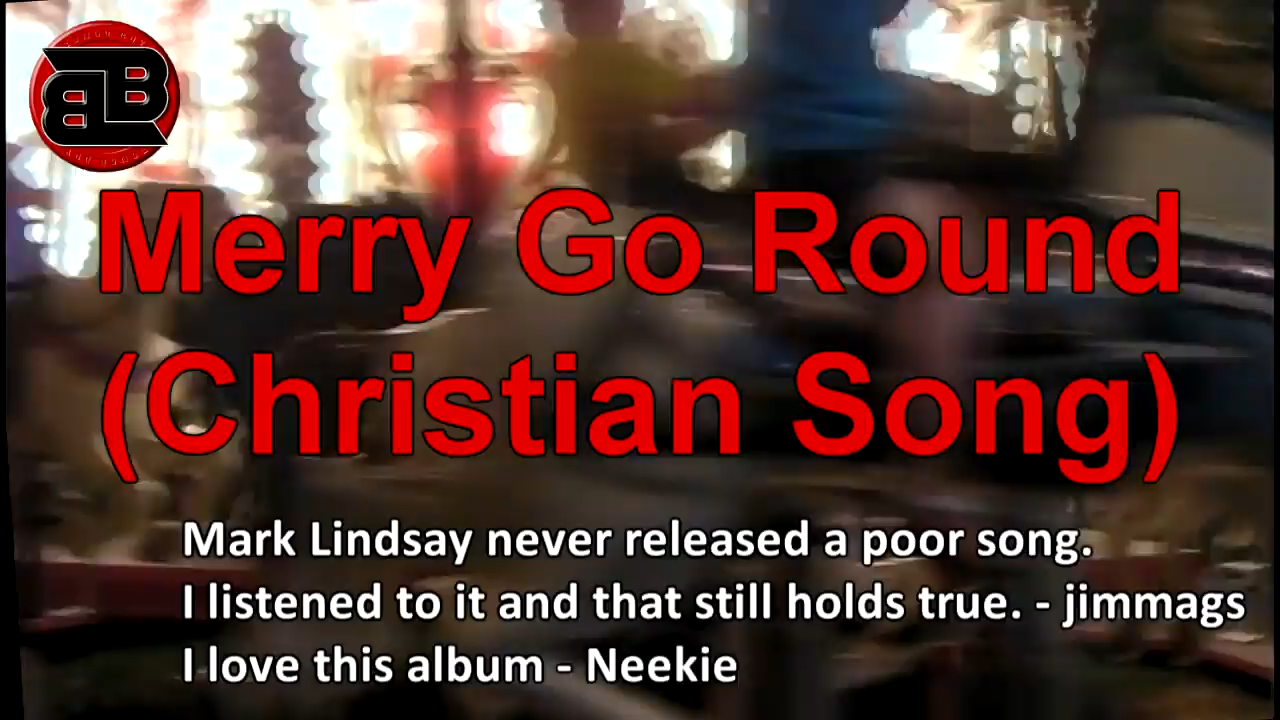 BB
Merry Go Round
(Christian Song)
Mark Lindsay never released a poor song.
I listened to it and that still holds true. - jimmags
I love this album - Neekie